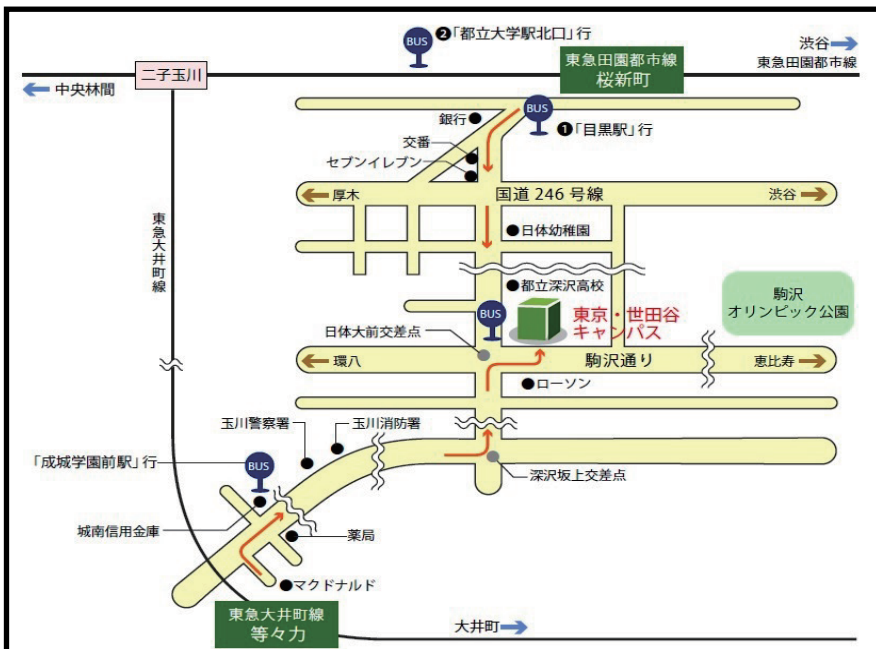 ❷「都立大学駅北口」行
BUS
渋谷
東急田園都市線
東急田園都市線
桜新町
二子玉川
中央林間
BUS
❶「目黒駅」行
銀行
交番
セブンイレブン
厚木
国道246号線
渋谷
東急大井町線
日体幼稚園
都立深沢高校
駒沢
オリンピック公園
BUS
東京・世田谷
キャンパス
日体大前交差点
環八
駒沢通り
恵比寿
ローソン
玉川警察署
玉川消防署
「成城学園前駅」行
BUS
深沢坂上交差点
城南信用金庫
薬局
マクドナルド
東急大井町線
等々力
大井町